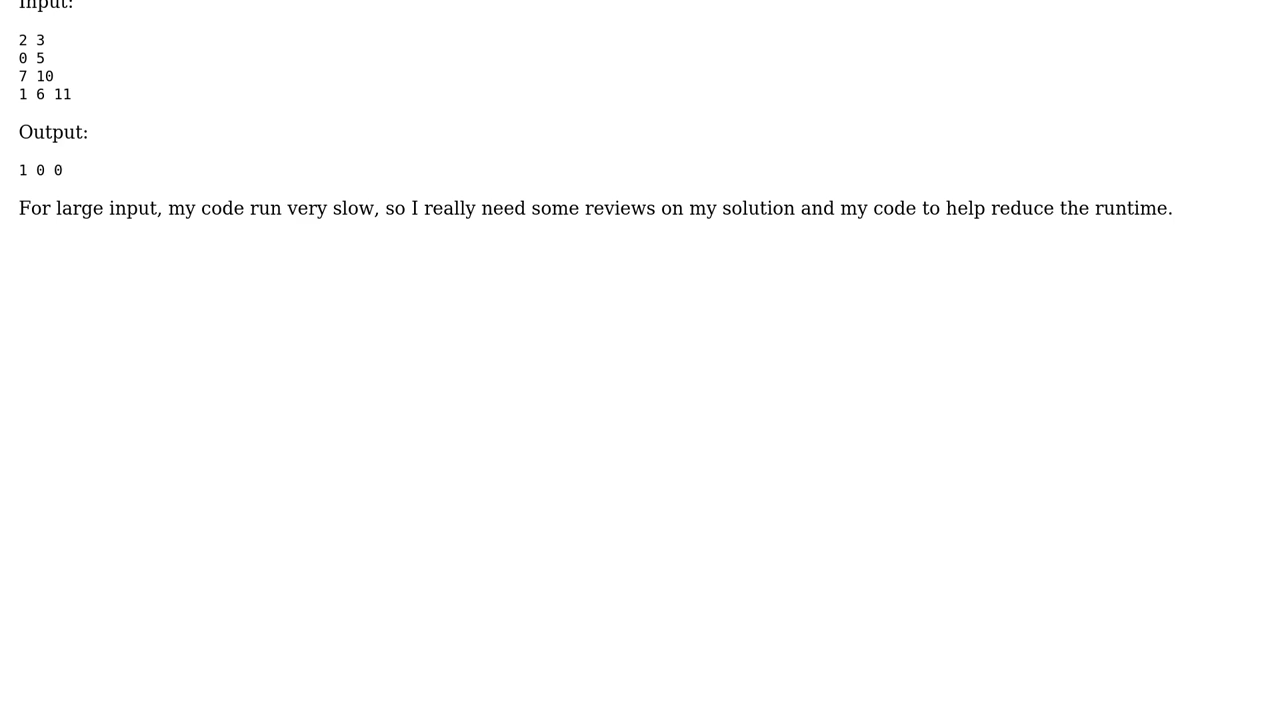 Input:
2 3
0 5
7 10
1 6 11
Output:
1 0 0
For large input, my code run very slow, so I really need some reviews on my solution and my code to help reduce the runtime.